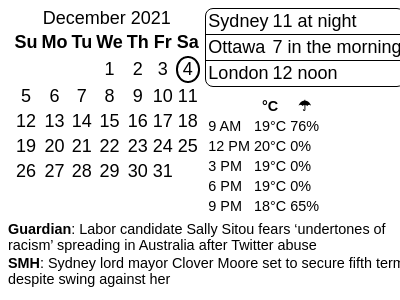 December 2021
Su Mo Tu We Th Fr Sa
1 2 3 4
5 6 7 8 9 10 11
12 13 14 15 16 17 18
19 20 21 22 23 24 25
26 27 28 29 30 31
Sydney 11 at night
Ottawa 7 in the morning
London 12 noon
°C ☂
9 AM 19°C 76%
12 PM 20°C 0%
3 PM 19°C 0%
6 PM 19°C 0%
9 PM 18°C 65%
Guardian: Labor candidate Sally Sitou fears ‘undertones of
racism’ spreading in Australia after Twitter abuse
SMH: Sydney lord mayor Clover Moore set to secure fifth term
despite swing against her